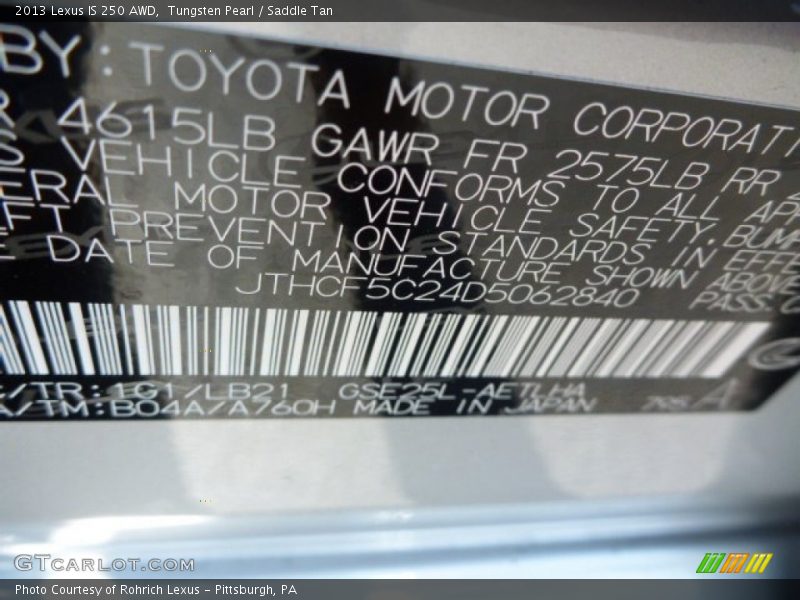 2013 Lexus IS 250 AWD, Tungsten Pearl / Saddle Tan
BY: TOYOTA MOTOR CORPORATI
R 4615LB GAWR FR 2575LB RR
S VEHICLE CONFORMS TO ALL APP
ERAL MOTOR VEHICLE SAFETY, BUMP
EFT PREVENTION STANDARDS IN EFFE
E DATE OF MANUFACTURE SHOWN ABOVE
JTHCF5C24D5062840 PASS C
/TR:1G1/LB21 GSE25L-AETLHA
A/TM:B04A/A760H MADE IN JAPAN A
GTCARLOT.COM
Photo Courtesy of Rohrich Lexus - Pittsburgh, PA